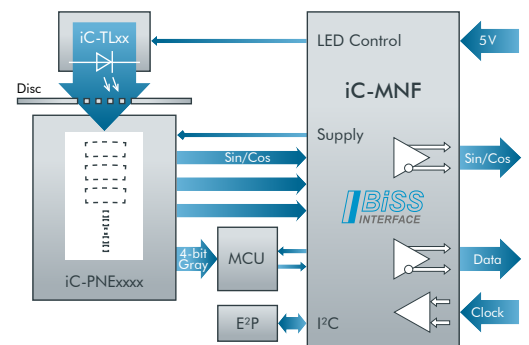 iC-TLxx
LED Control
5V
iC-MNF
Disc
Supply
Sin/Cos
Sin/Cos
BiSS
INTERFACE
4-bit
Gray
MCU
Data
iC-PNExxxx
Clock
E²P
I²C